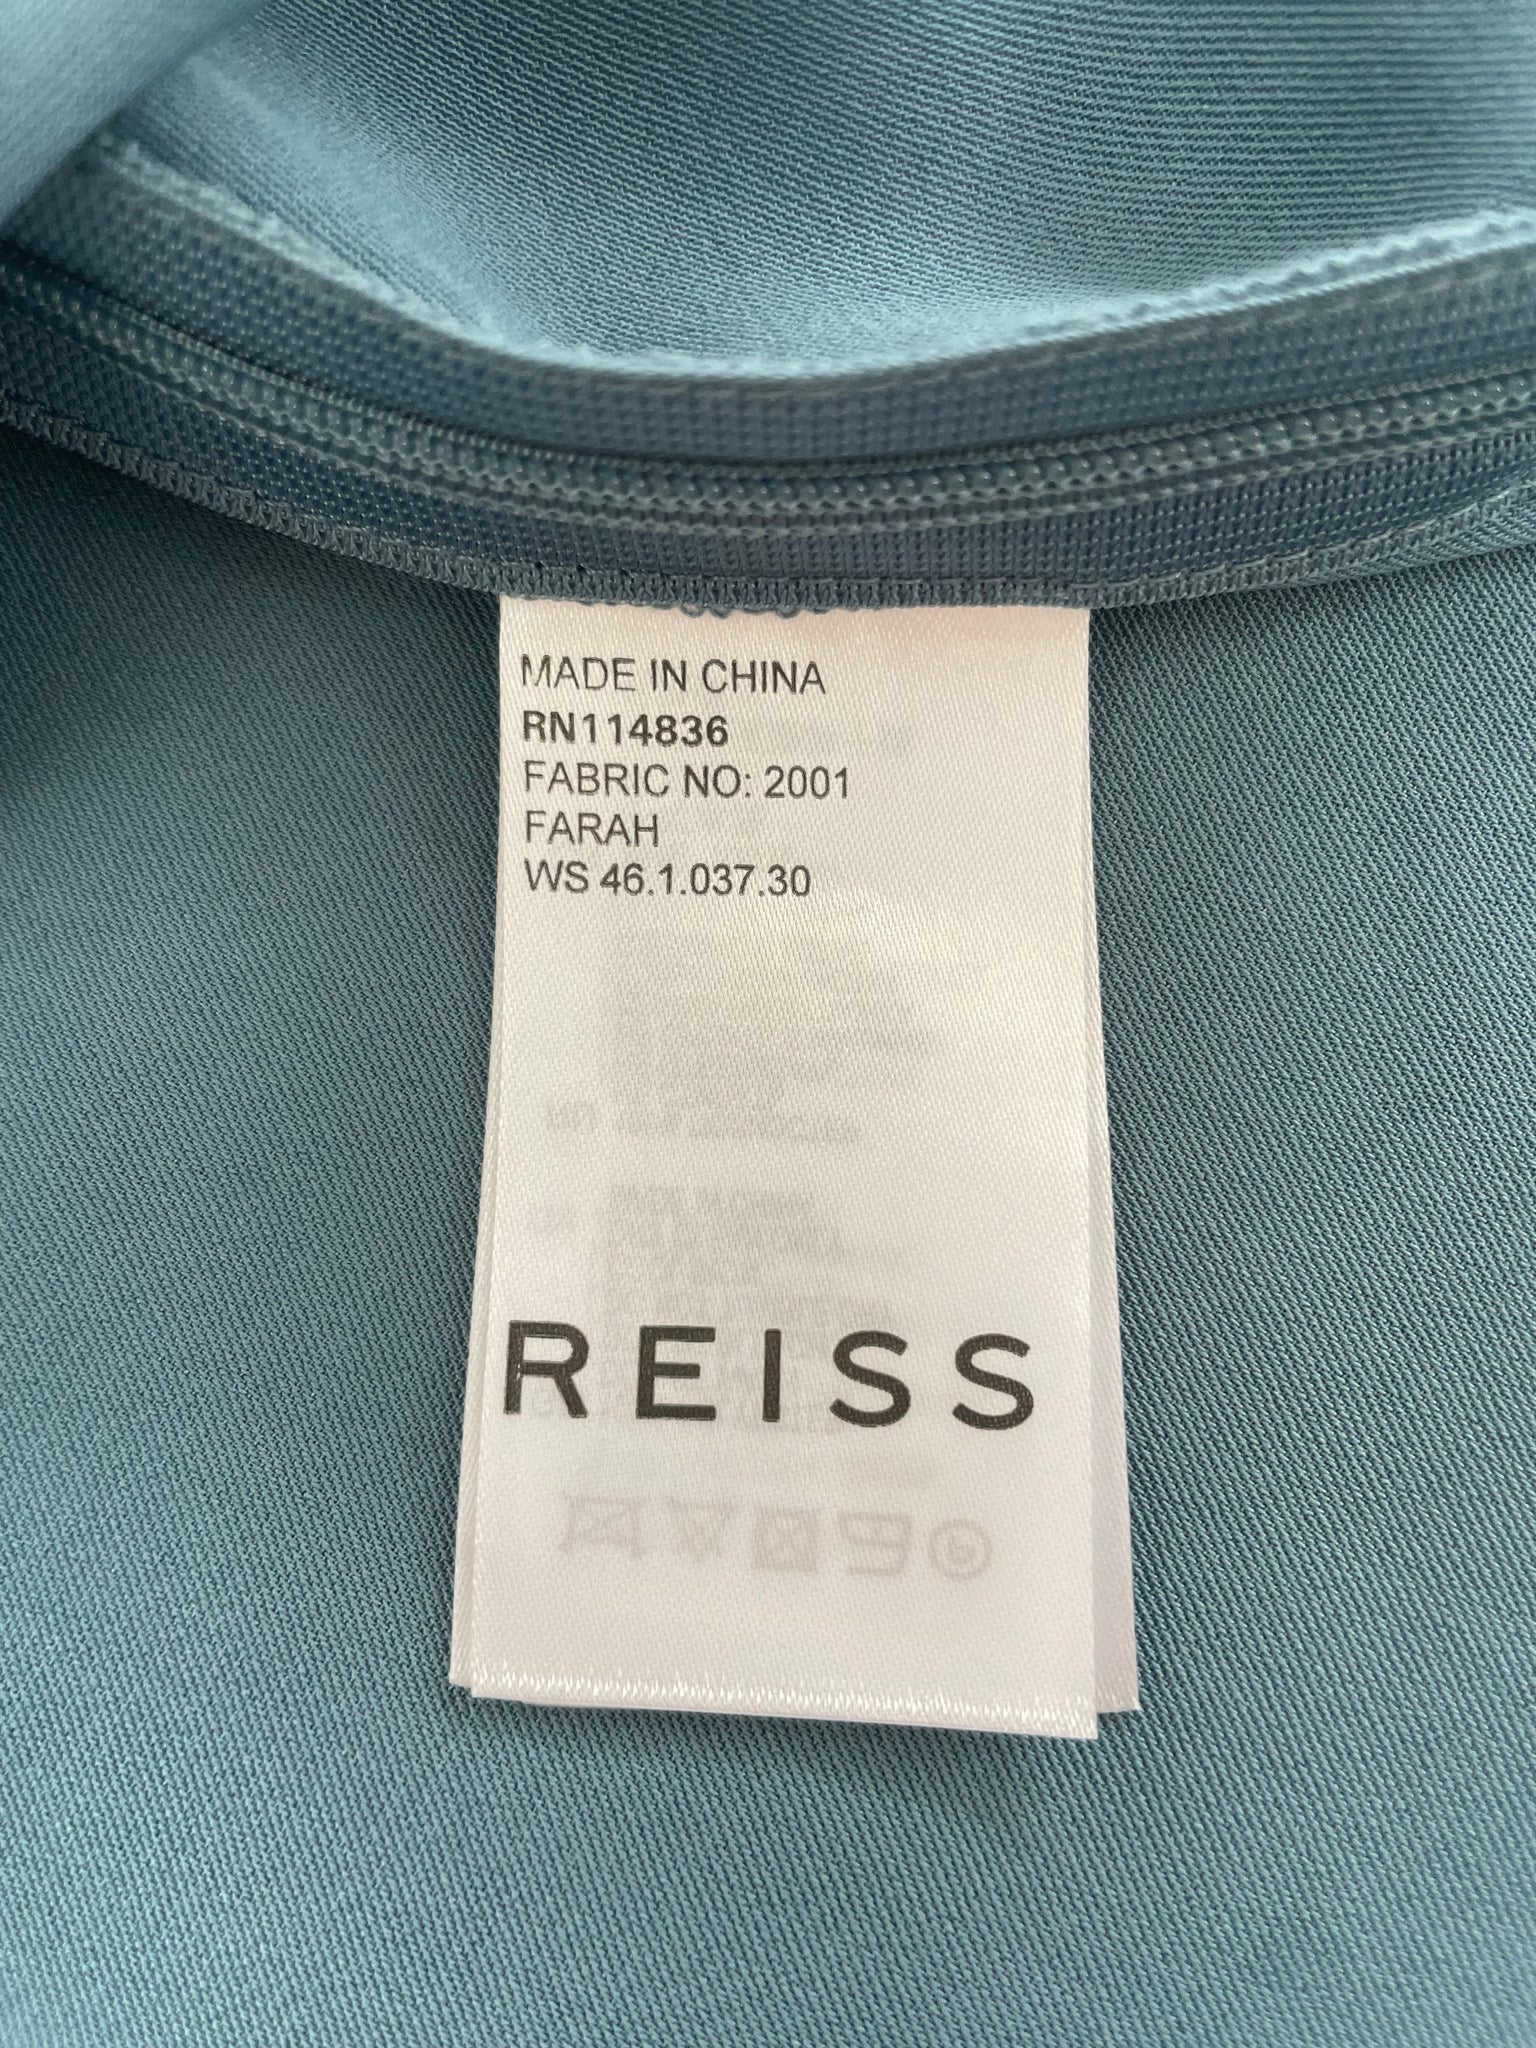 MADE IN CHINA
RN114836
FABRIC NO: 2001
FARAH
WS 46.1.037.30
REISS